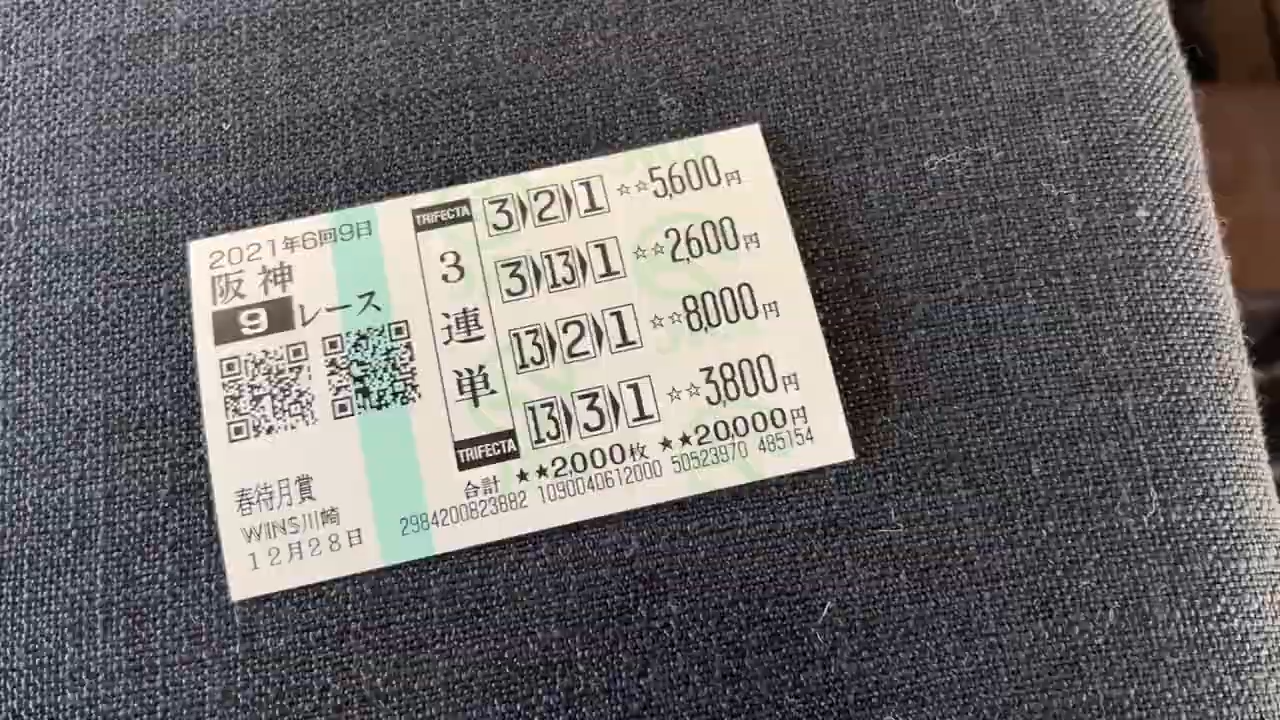 2021年6回9日
阪神
9レース
春待月賞
WINS川崎
12月28日
TRIFECTA
3連単
TRIFECTA
3 2 1 ☆☆5,600円
3 13 1 ☆☆2,600円
13 2 1 ☆☆8,000円
13 3 1 ☆☆3,800円
合計 ★★2,000枚 ★★20,000円
2984200823882 1090040612000 50523970 485154